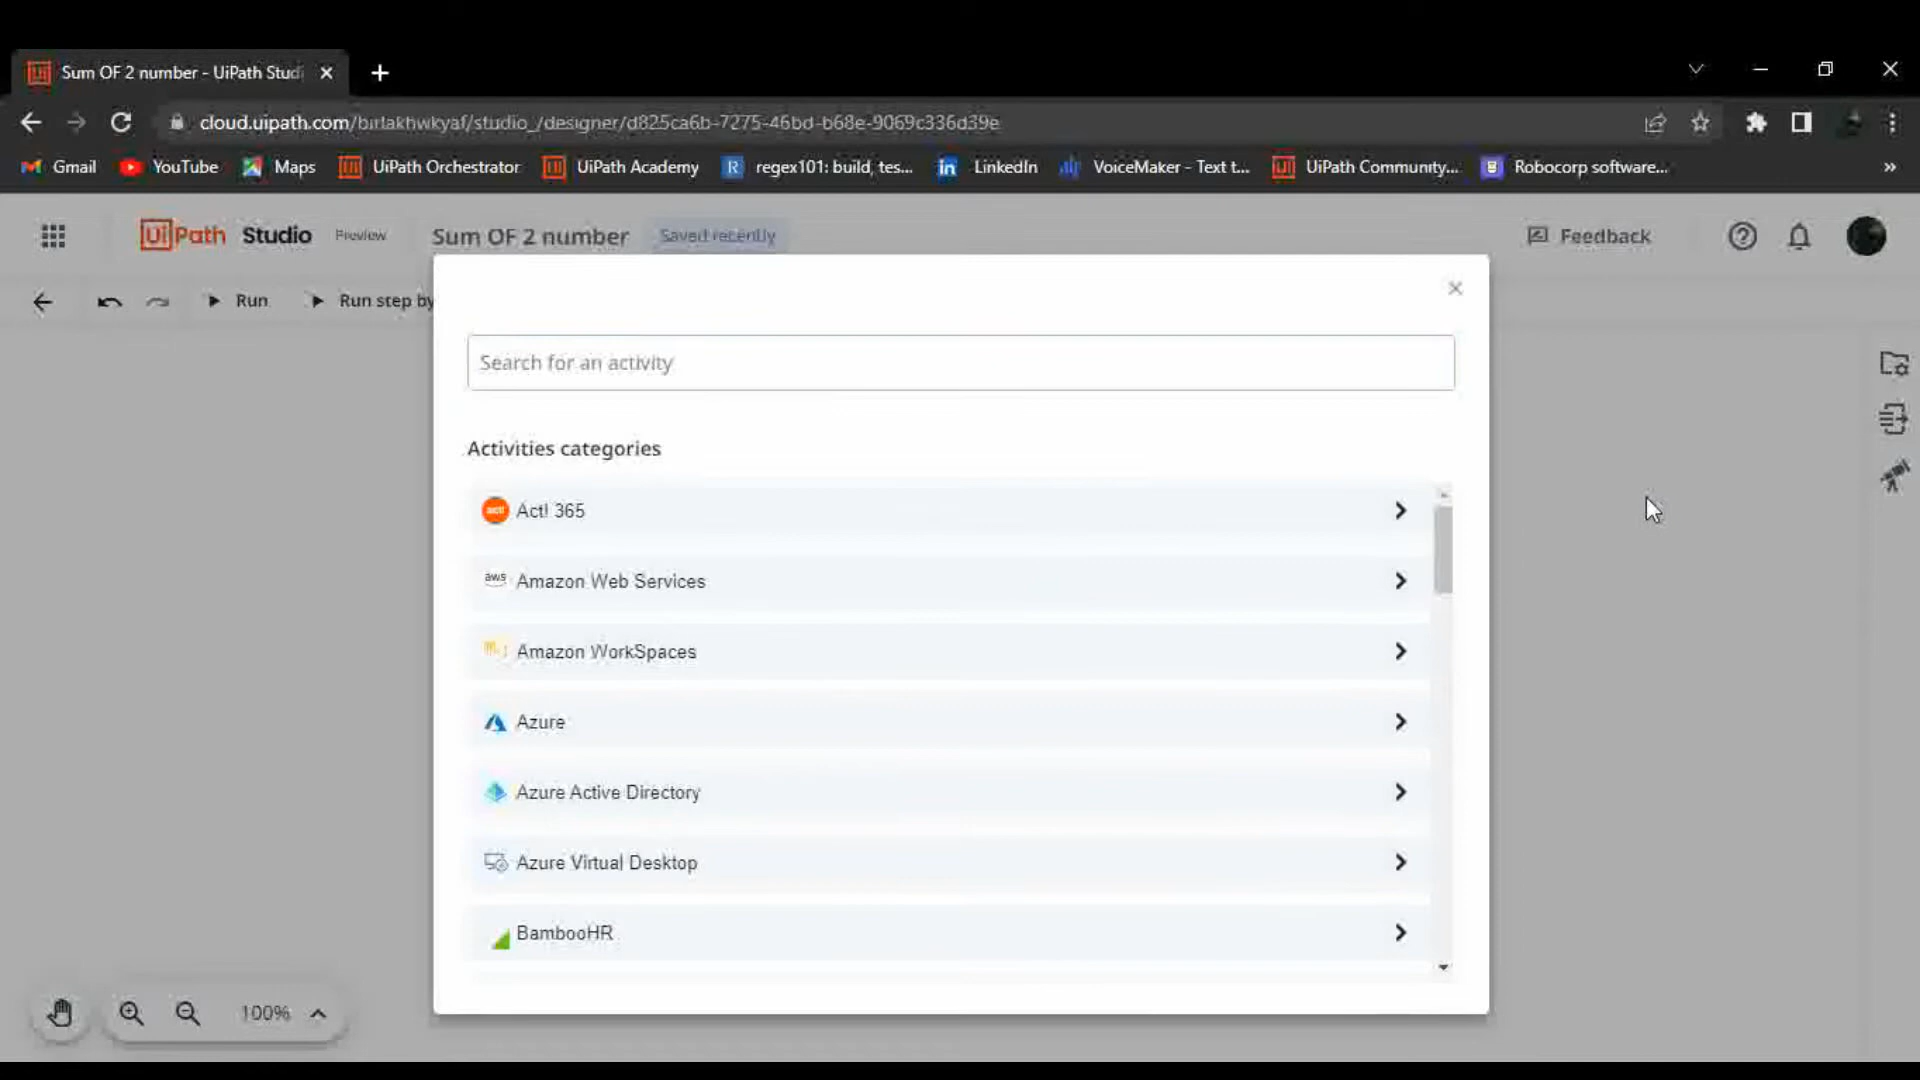 Sum OF 2 number - UiPath Studi
cloud.uipath.com/birlakhwkyaf/studio_/designer/d825ca6b-7275-46bd-b68e-9069c336d39e
Gmail YouTube Maps UiPath Orchestrator UiPath Academy regex101: build, tes... LinkedIn VoiceMaker - Text t... UiPath Community... Robocorp software... »
UiPath Studio Preview Sum OF 2 number Saved recently Feedback
Run Run step by
Search for an activity
Activities categories
act! Act! 365
aws Amazon Web Services
Amazon WorkSpaces
Azure
Azure Active Directory
Azure Virtual Desktop
BambooHR
100%